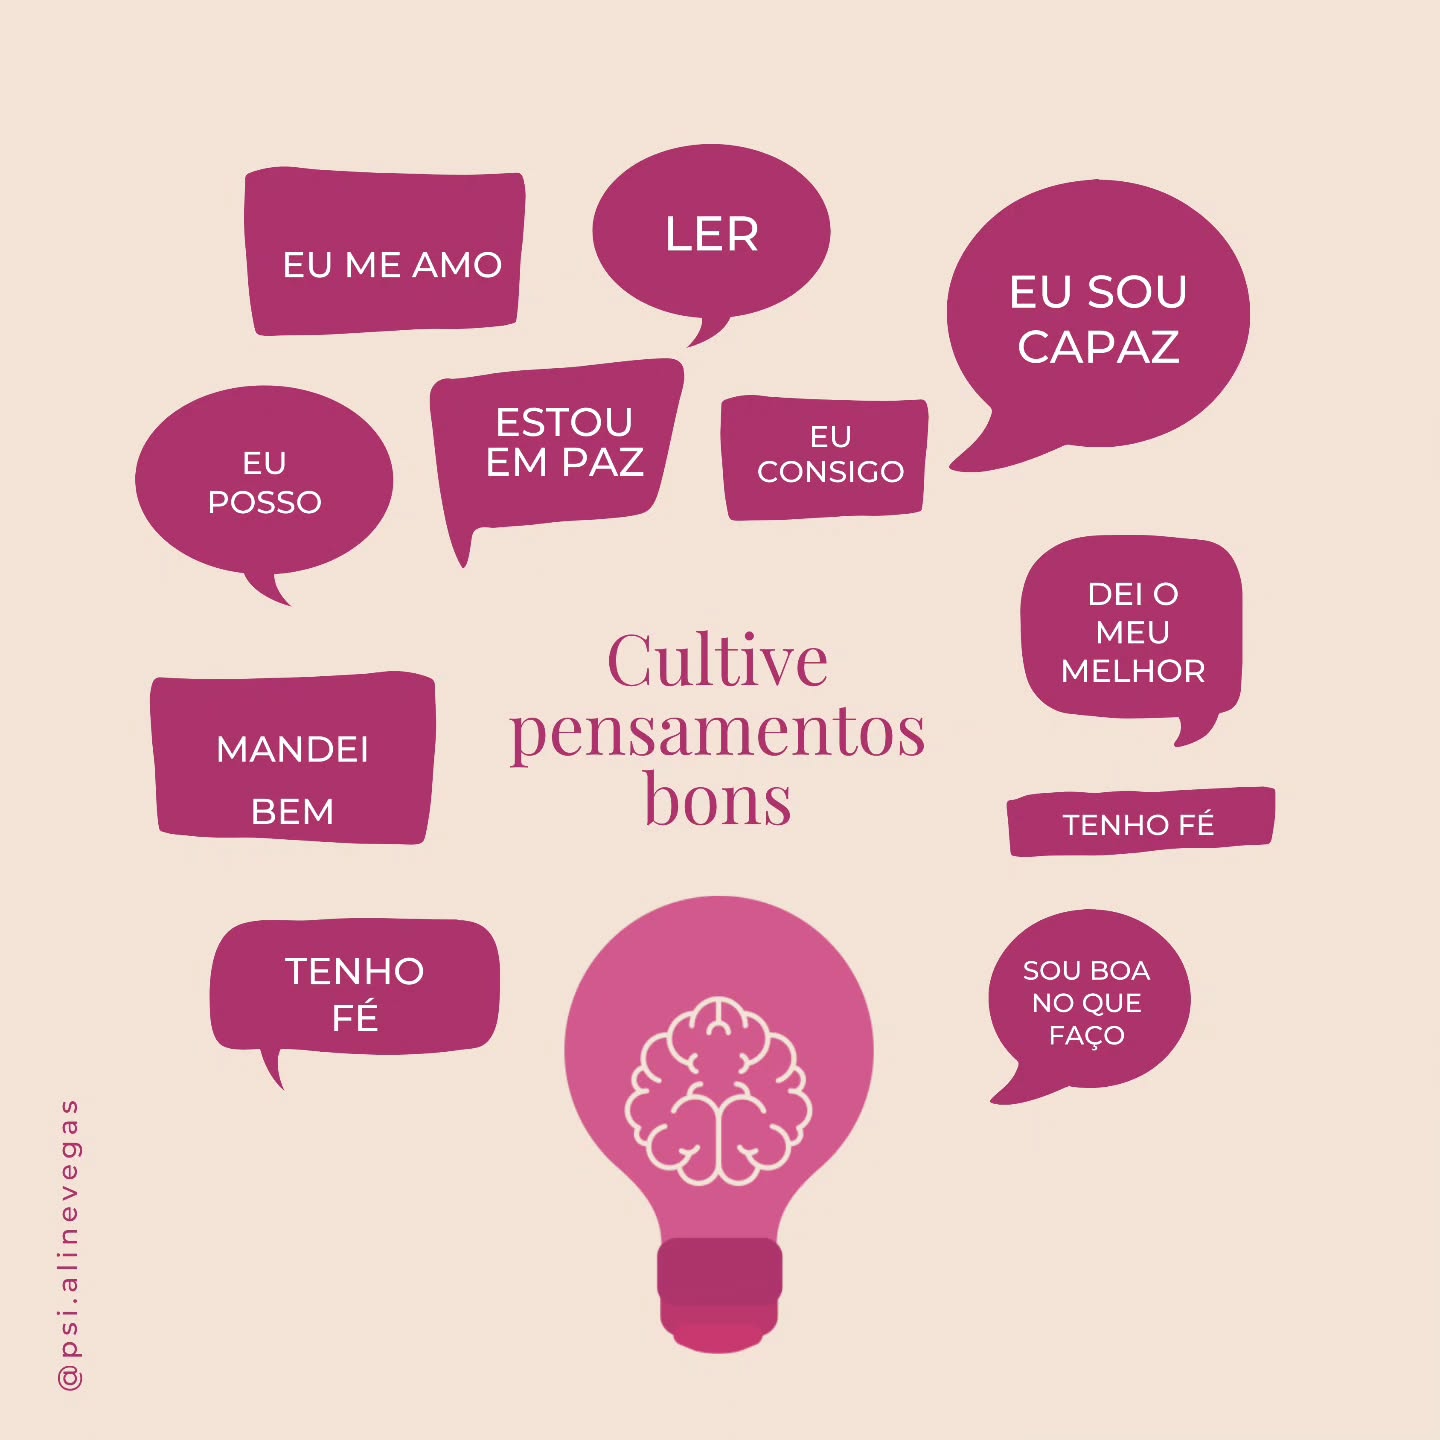 EU ME AMO
LER
EU SOU
CAPAZ
EU
POSSO
ESTOU
EM PAZ
EU
CONSIGO
DEI O
MEU
MELHOR
Cultive
pensamentos
bons
MANDEI
BEM
TENHO FÉ
TENHO
FÉ
SOU BOA
NO QUE
FAÇO
@psi.alinevegas